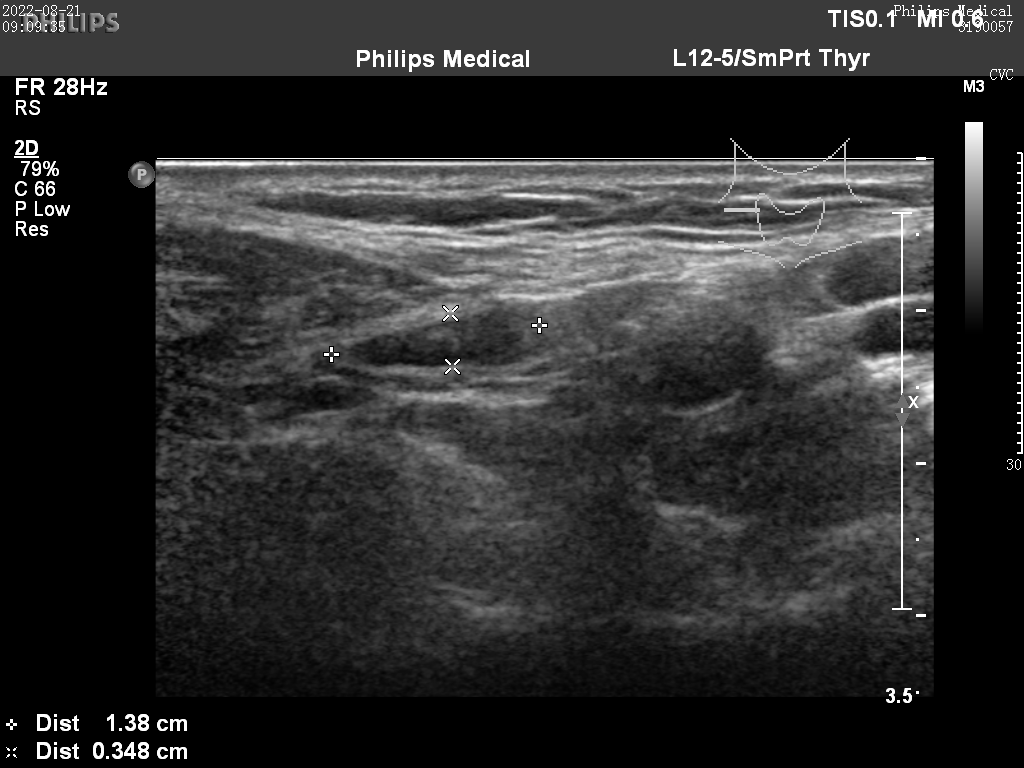 2022-08-21
09:09:35
PHILIPS
TIS0.1 MI 0.6
Philips Medical
5190057
Philips Medical
L12-5/SmPrt Thyr
CVC
FR 28Hz
RS
M3
2D
79%
C 66
P Low
Res
P
X
30
3.5
Dist 1.38 cm
Dist 0.348 cm